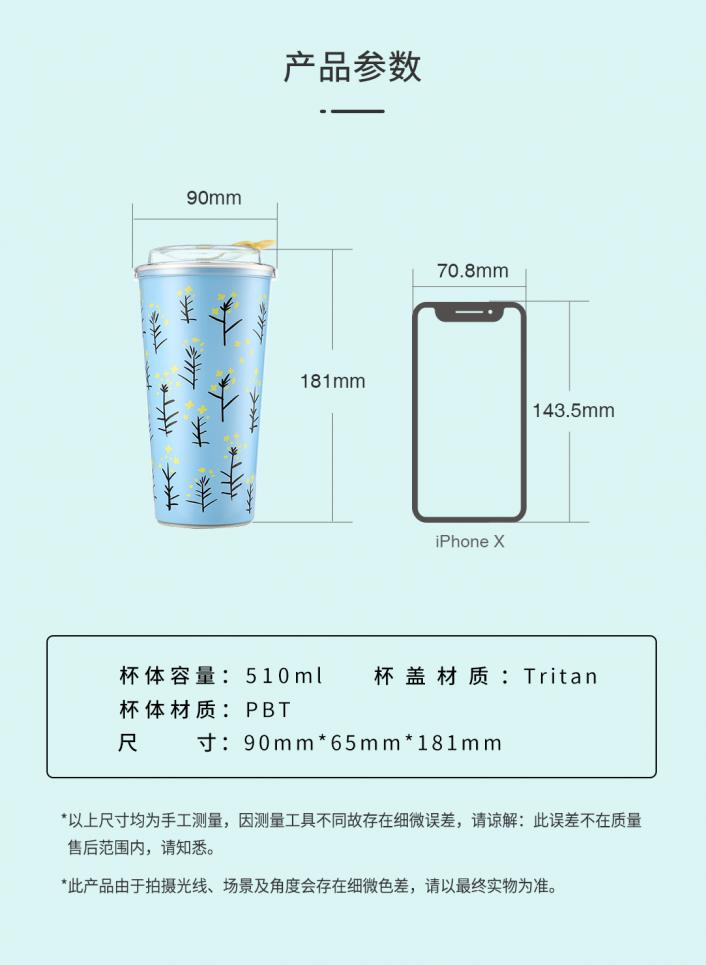 产品参数
90mm
70.8mm
181mm
143.5mm
iPhone X
杯体容量：510ml 杯盖材质：Tritan
杯体材质：PBT
尺寸：90mm*65mm*181mm
*以上尺寸均为手工测量，因测量工具不同故存在细微误差，请谅解：此误差不在质量
售后范围内，请知悉。
*此产品由于拍摄光线、场景及角度会存在细微色差，请以最终实物为准。